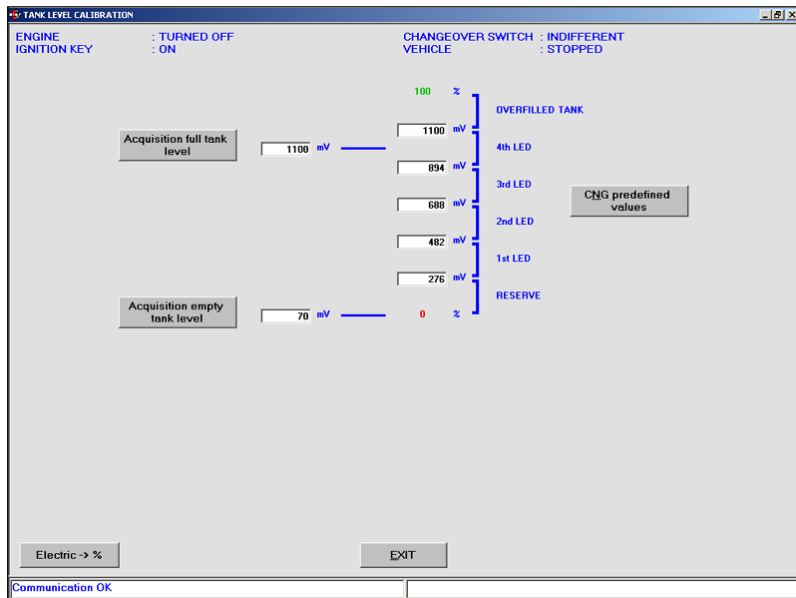 TANK LEVEL CALIBRATION
ENGINE : TURNED OFF CHANGEOVER SWITCH : INDIFFERENT
IGNITION KEY : ON VEHICLE : STOPPED
100 %
OVERFILLED TANK
Acquisition full tank level
1100 mV
1100 mV
4th LED
894 mV
3rd LED
CNG predefined values
688 mV
2nd LED
482 mV
1st LED
276 mV
RESERVE
Acquisition empty tank level
70 mV
0 %
Electric -> %
EXIT
Communication OK